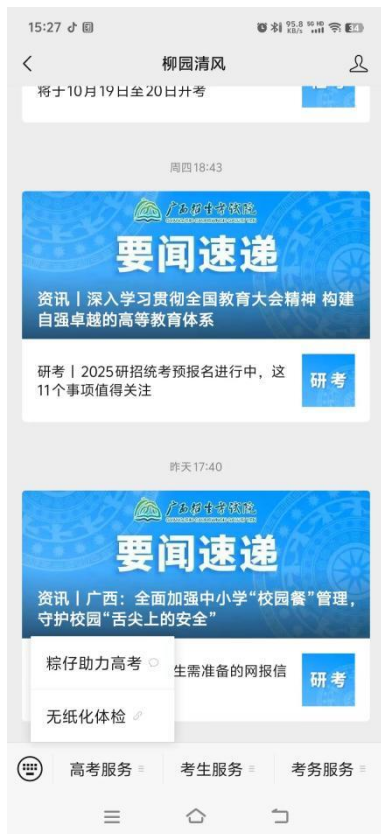 15:27
95.8 KB/s
5G HD
34
柳园清风
将于10月19日至20日开考
周四18:43
广西招生考试院
要闻速递
资讯丨深入学习贯彻全国教育大会精神 构建
自强卓越的高等教育体系
研考丨2025研招统考预报名进行中，这
11个事项值得关注
研考
昨天17:40
广西招生考试院
要闻速递
资讯丨广西：全面加强中小学“校园餐”管理，
守护校园“舌尖上的安全”
粽仔助力高考
生需准备的网报信
研考
无纸化体检
高考服务
考生服务
考务服务